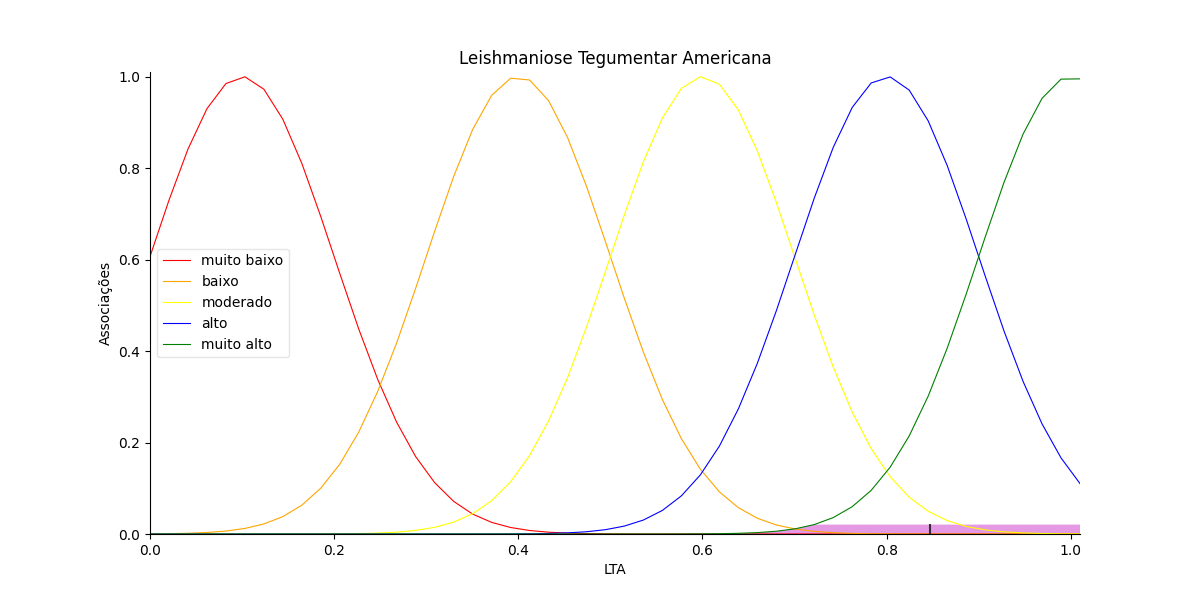 Leishmaniose Tegumentar Americana
1.0
0.8
0.6
0.4
0.2
0.0
Associações
muito baixo
baixo
moderado
alto
muito alto
0.0 0.2 0.4 0.6 0.8 1.0
LTA